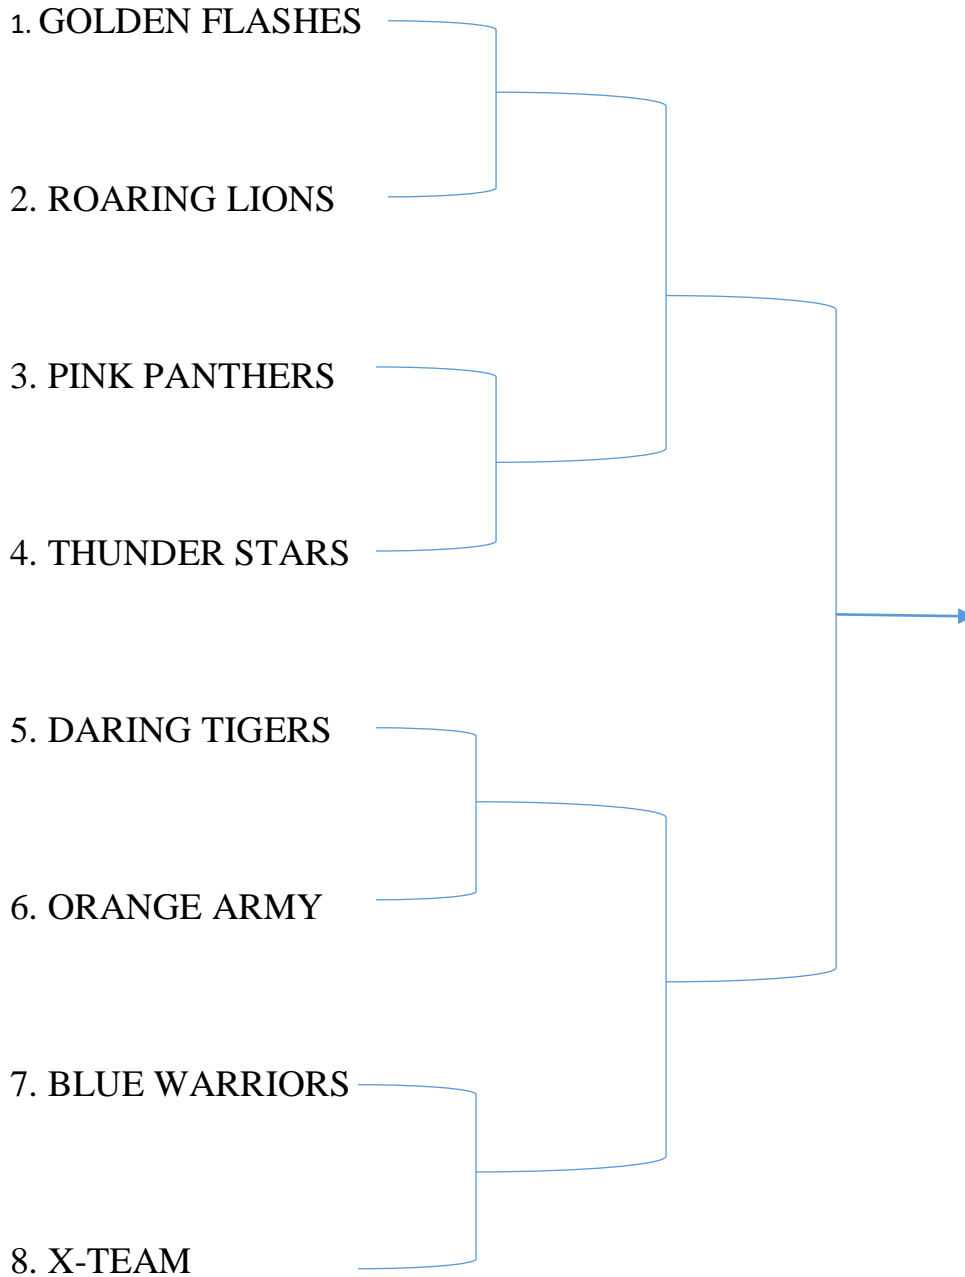 1. GOLDEN FLASHES
2. ROARING LIONS
3. PINK PANTHERS
4. THUNDER STARS
5. DARING TIGERS
6. ORANGE ARMY
7. BLUE WARRIORS
8. X-TEAM